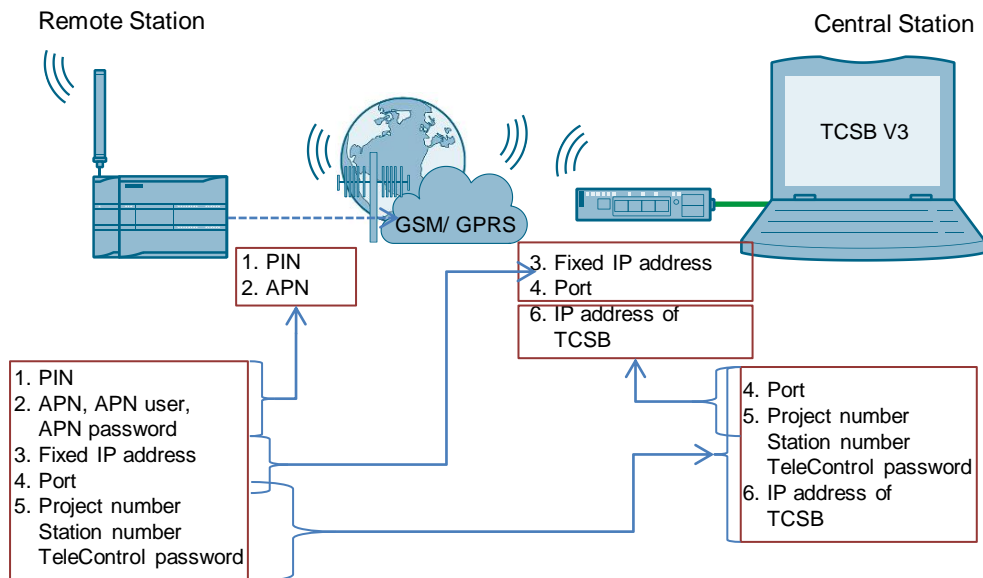 Remote Station
Central Station
TCSB V3
GSM/ GPRS
1. PIN
2. APN
3. Fixed IP address
4. Port
6. IP address of
TCSB
1. PIN
2. APN, APN user,
APN password
3. Fixed IP address
4. Port
5. Project number
Station number
TeleControl password
4. Port
5. Project number
Station number
TeleControl password
6. IP address of
TCSB